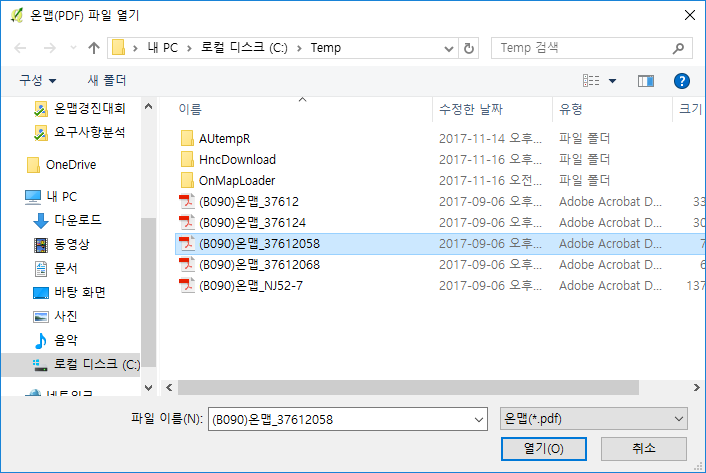 온맵(PDF) 파일 열기
내 PC > 로컬 디스크 (C:) > Temp
Temp 검색
구성
새 폴더
온맵경진대회
요구사항분석
OneDrive
내 PC
다운로드
동영상
문서
바탕 화면
사진
음악
로컬 디스크 (C:)
네트워크
이름 수정한 날짜 유형 크기
AUtempR 2017-11-14 오후... 파일 폴더
HncDownload 2017-11-16 오후... 파일 폴더
OnMapLoader 2017-11-16 오전... 파일 폴더
(B090)온맵_37612 2017-09-06 오후... Adobe Acrobat D... 33
(B090)온맵_376124 2017-09-06 오후... Adobe Acrobat D... 30
(B090)온맵_37612058 2017-09-06 오후... Adobe Acrobat D... 7
(B090)온맵_37612068 2017-09-06 오후... Adobe Acrobat D... 6
(B090)온맵_NJ52-7 2017-09-06 오후... Adobe Acrobat D... 137
파일 이름(N): (B090)온맵_37612058 온맵(*.pdf)
열기(O) 취소